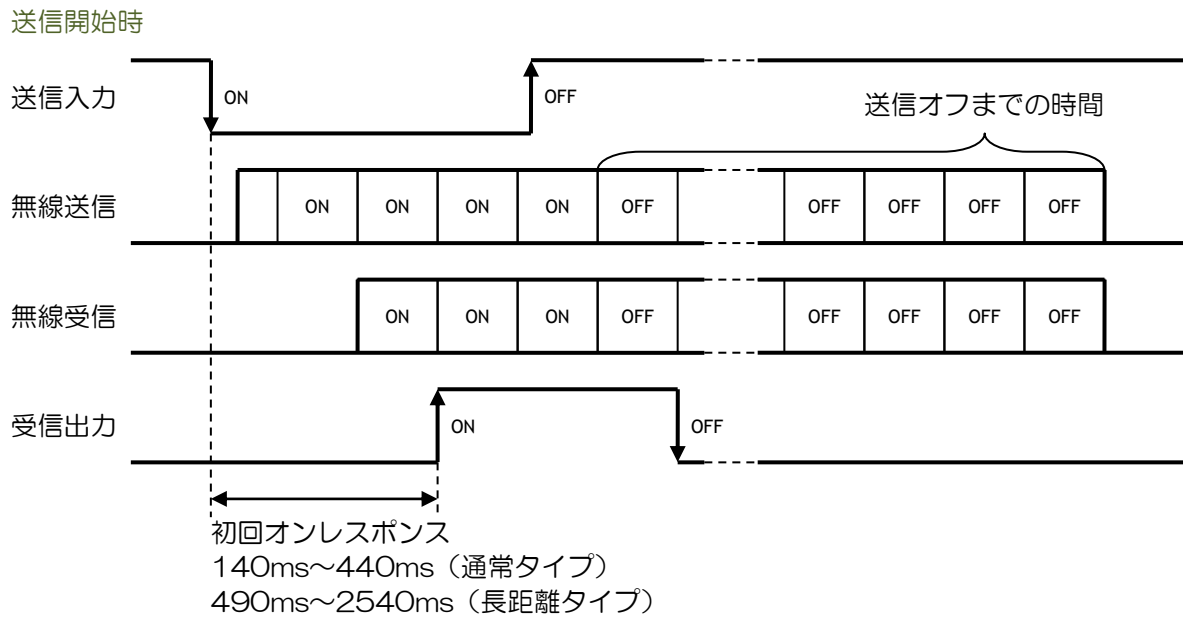 送信開始時
送信入力 ON OFF
送信オフまでの時間
無線送信 ON ON ON ON OFF OFF OFF OFF OFF
無線受信 ON ON ON OFF OFF OFF OFF OFF
受信出力 ON OFF
初回オンレスポンス
140ms～440ms（通常タイプ）
490ms～2540ms（長距離タイプ）